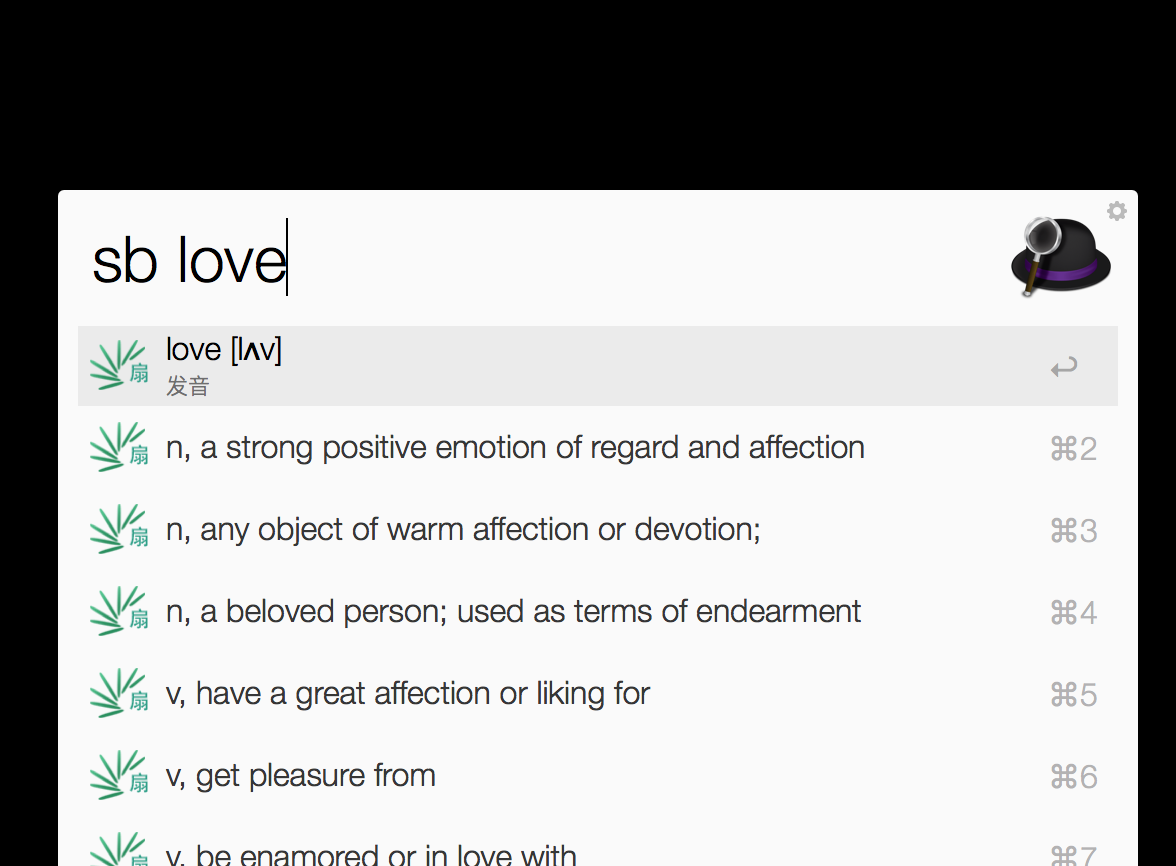 sb love
love [lʌv]
发音
扇
n, a strong positive emotion of regard and affection
⌘2
扇
n, any object of warm affection or devotion;
⌘3
扇
n, a beloved person; used as terms of endearment
⌘4
扇
v, have a great affection or liking for
⌘5
扇
v, get pleasure from
⌘6
扇
v, be enamored or in love with
⌘7
扇